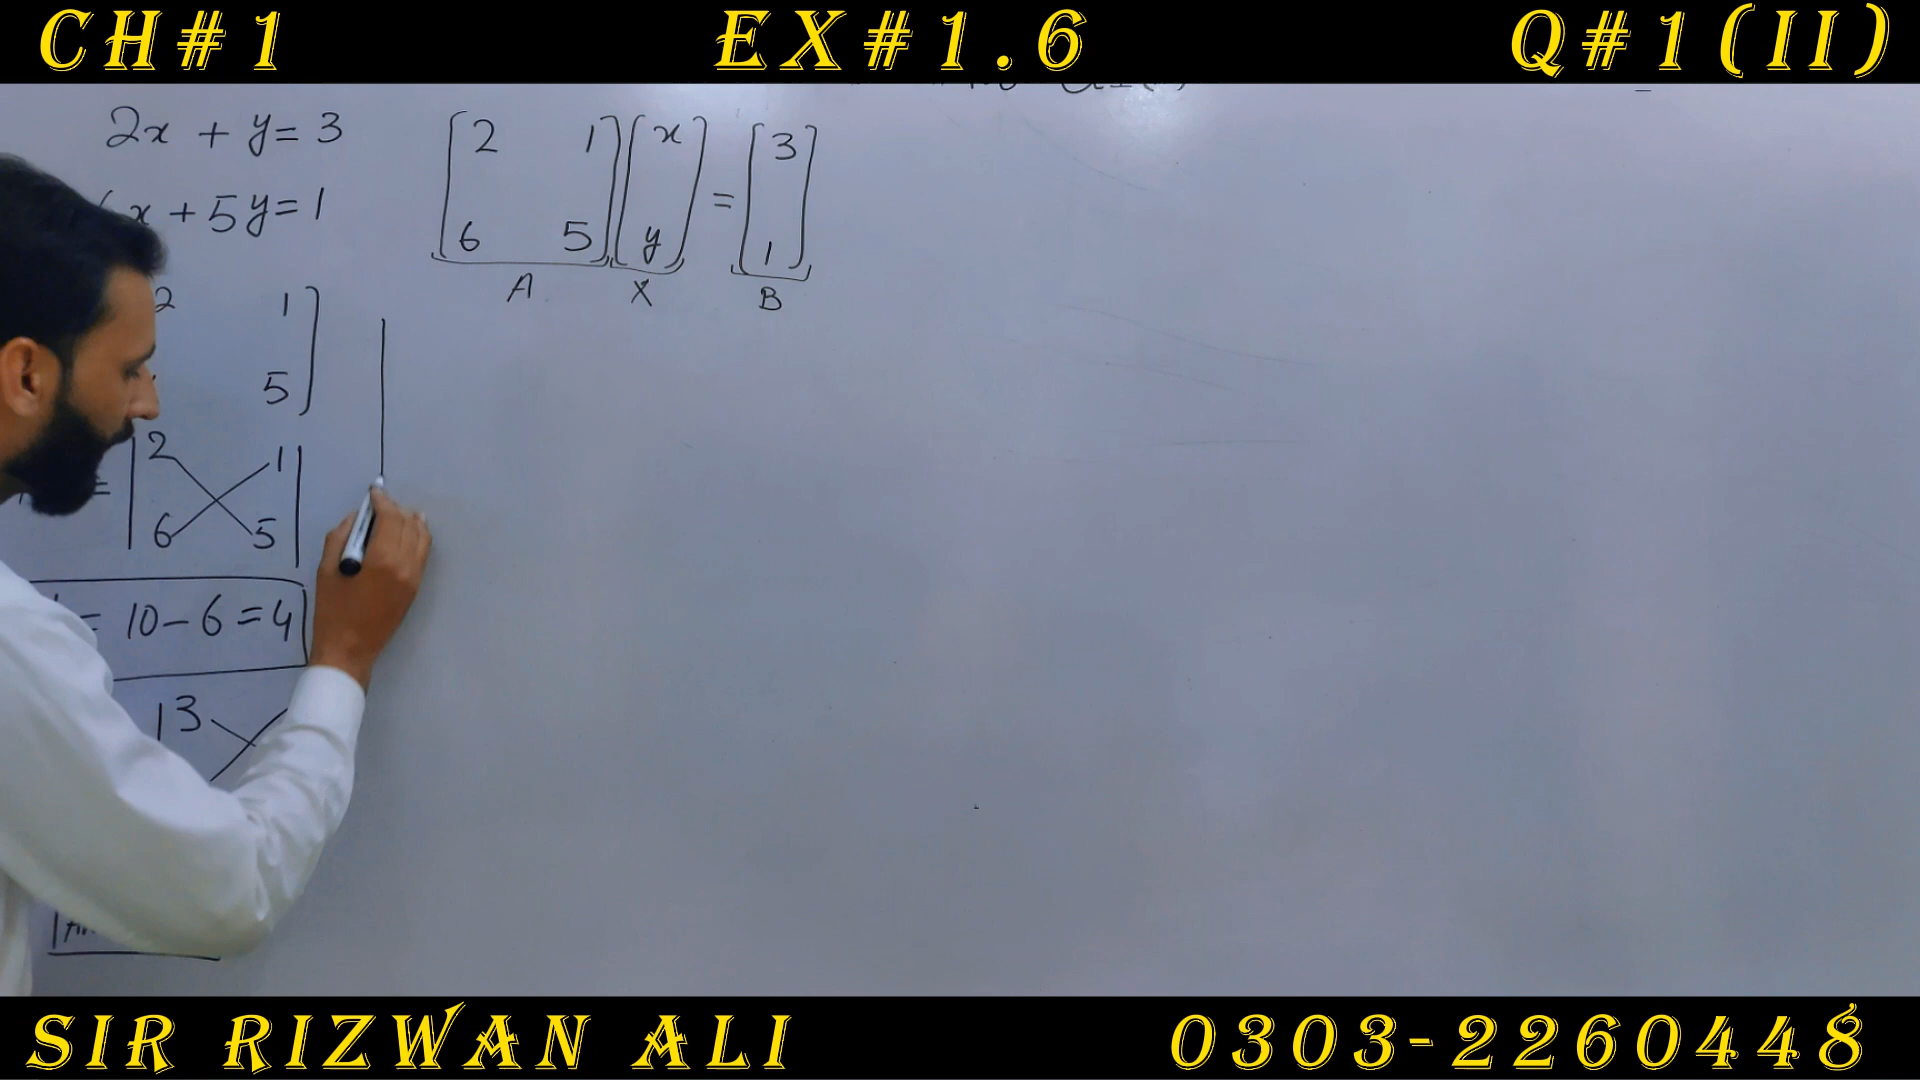 CH#1 EX#1.6 Q#1(II)
2x + y = 3
x + 5y = 1
[2 1
6 5] [x
y] = [3
1]
A X B
2 1
5
= |2 1
6 5|
= 10 - 6 = 4
13
SIR RIZWAN ALI 0303-2260448